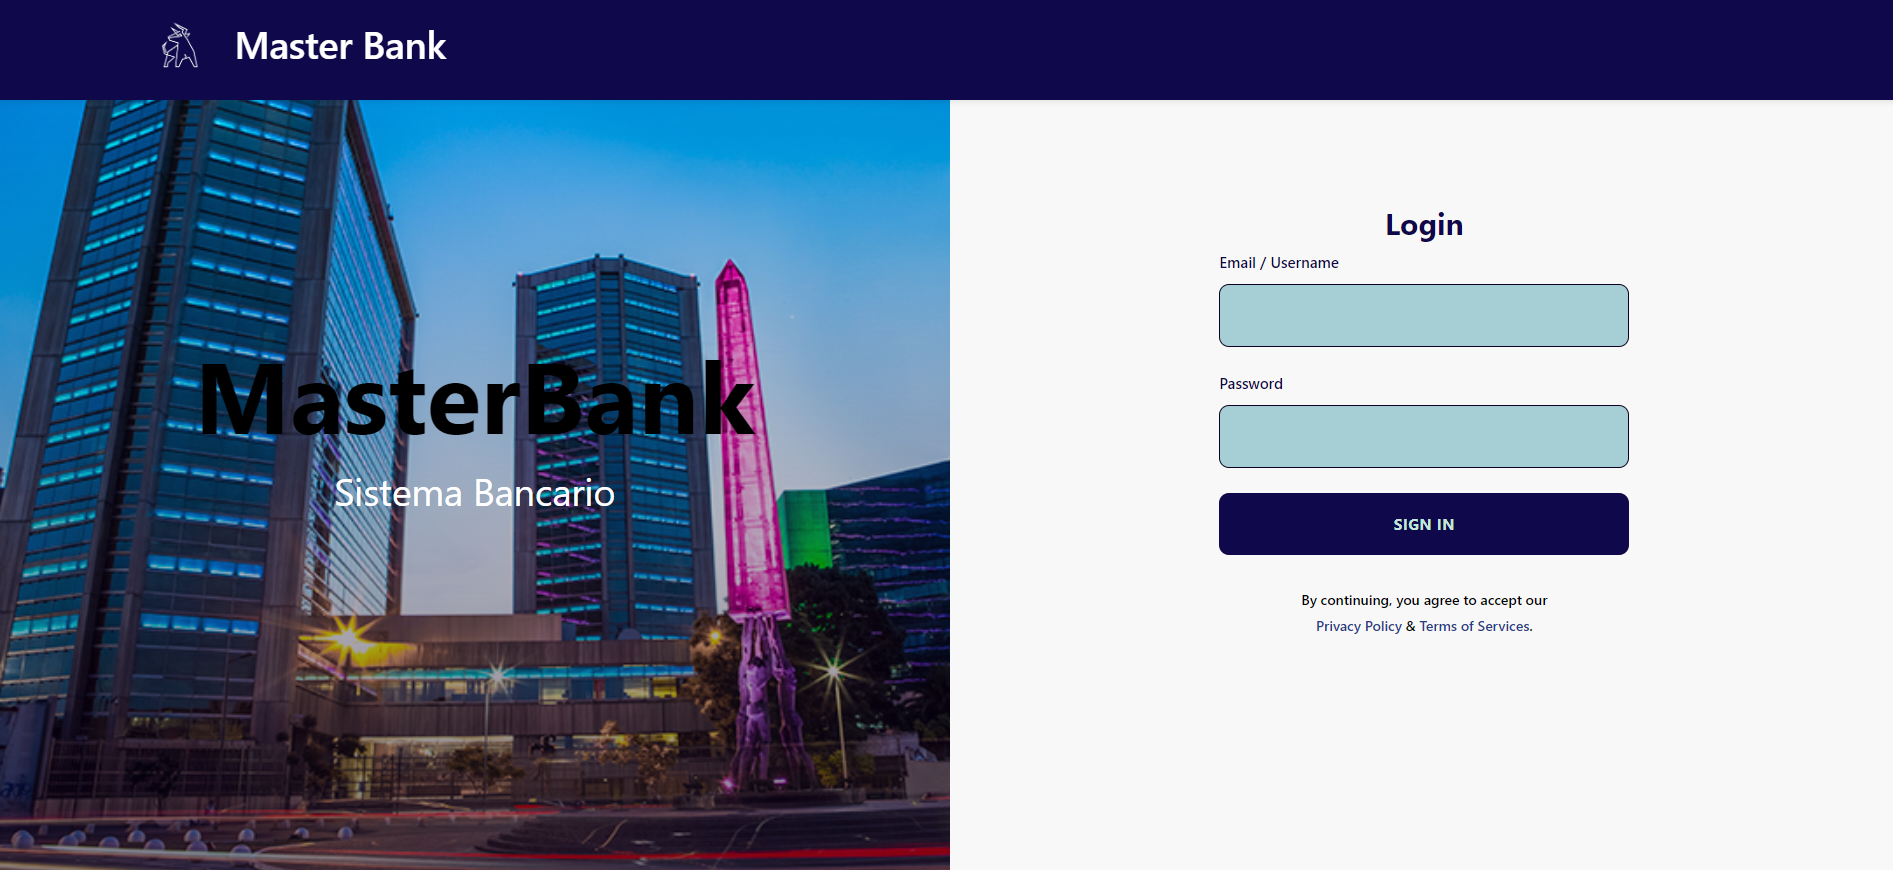 Master Bank
MasterBank
Sistema Bancario
Login
Email / Username
Password
SIGN IN
By continuing, you agree to accept our
Privacy Policy & Terms of Services.